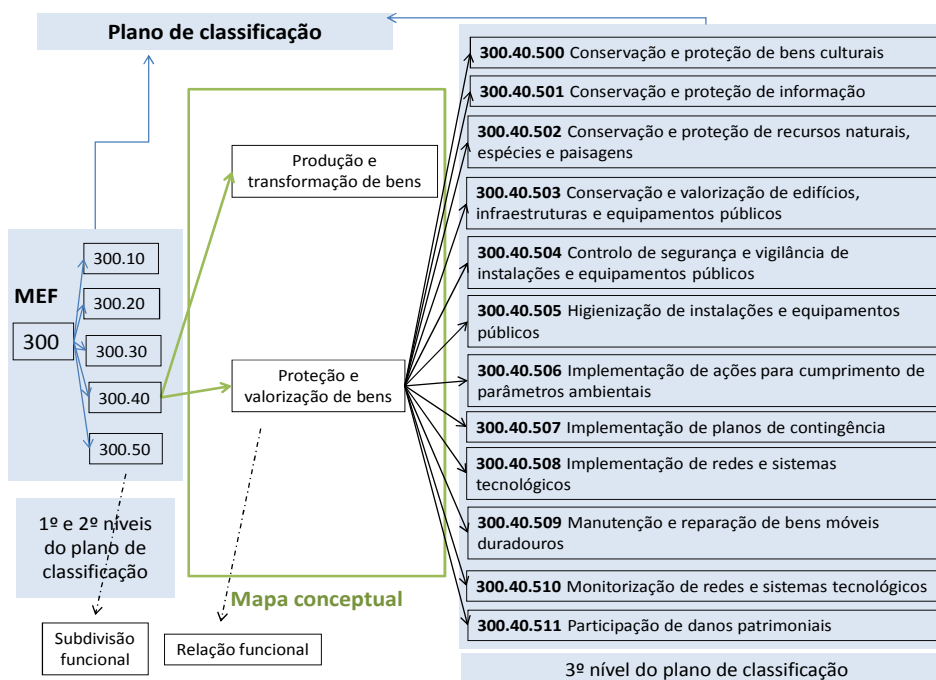 Plano de classificação
MEF
300
300.10
300.20
300.30
300.40
300.50
1º e 2º níveis
do plano de
classificação
Subdivisão
funcional
Produção e
transformação de bens
Proteção e
valorização de bens
Mapa conceptual
Relação funcional
300.40.500 Conservação e proteção de bens culturais
300.40.501 Conservação e proteção de informação
300.40.502 Conservação e proteção de recursos naturais,
espécies e paisagens
300.40.503 Conservação e valorização de edifícios,
infraestruturas e equipamentos públicos
300.40.504 Controlo de segurança e vigilância de
instalações e equipamentos públicos
300.40.505 Higienização de instalações e equipamentos
públicos
300.40.506 Implementação de ações para cumprimento de
parâmetros ambientais
300.40.507 Implementação de planos de contingência
300.40.508 Implementação de redes e sistemas
tecnológicos
300.40.509 Manutenção e reparação de bens móveis
duradouros
300.40.510 Monitorização de redes e sistemas tecnológicos
300.40.511 Participação de danos patrimoniais
3º nível do plano de classificação